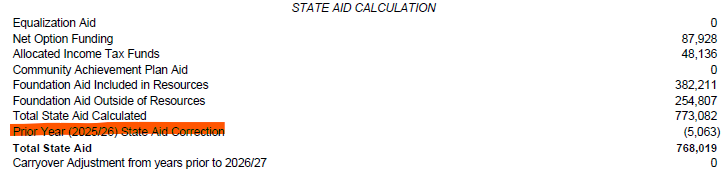 STATE AID CALCULATION
Equalization Aid 0
Net Option Funding 87,928
Allocated Income Tax Funds 48,136
Community Achievement Plan Aid 0
Foundation Aid Included in Resources 382,211
Foundation Aid Outside of Resources 254,807
Total State Aid Calculated 773,082
Prior Year (2025/26) State Aid Correction (5,063)
Total State Aid 768,019
Carryover Adjustment from years prior to 2026/27 0